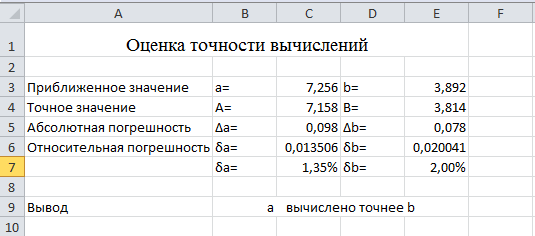 A B C D E F
1 Оценка точности вычислений
2
3 Приближенное значение a= 7,256 b= 3,892
4 Точное значение A= 7,158 B= 3,814
5 Абсолютная погрешность Δa= 0,098 Δb= 0,078
6 Относительная погрешность δa= 0,013506 δb= 0,020041
7 δa= 1,35% δb= 2,00%
8
9 Вывод a вычислено точнее b
10